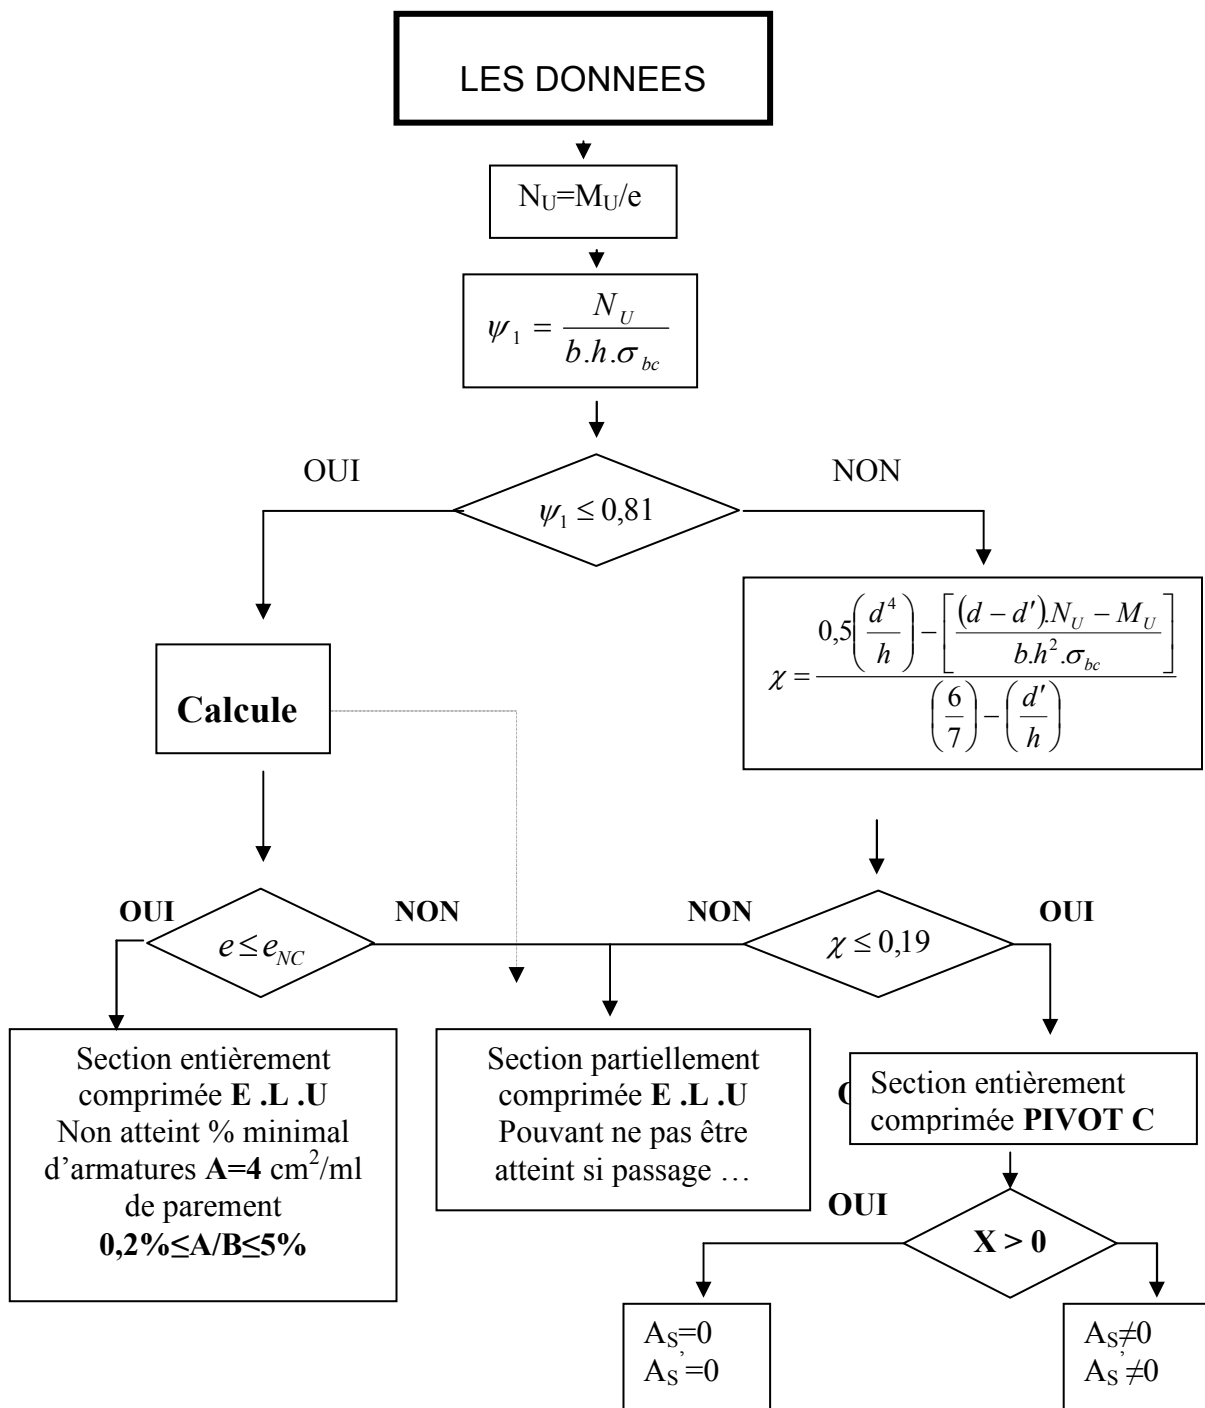 LES DONNEES
N_U=M_U/e
ψ_1 = N_U / b.h.σ_bc
OUI
NON
ψ_1 ≤ 0,81
χ = (0,5(d^4/h) − [((d − d′).N_U − M_U) / b.h^2.σ_bc]) / ((6/7) − (d′/h))
Calcule
OUI
NON
NON
OUI
e ≤ e_NC
χ ≤ 0,19
Section entièrement
comprimée E .L .U
Non atteint % minimal
d’armatures A=4 cm²/ml
de parement
0,2%≤A/B≤5%
Section partiellement
comprimée E .L .U
Pouvant ne pas être
atteint si passage …
Section entièrement
comprimée PIVOT C
OUI
X > 0
A_S=0
A_S’=0
A_S≠0
A_S’≠0